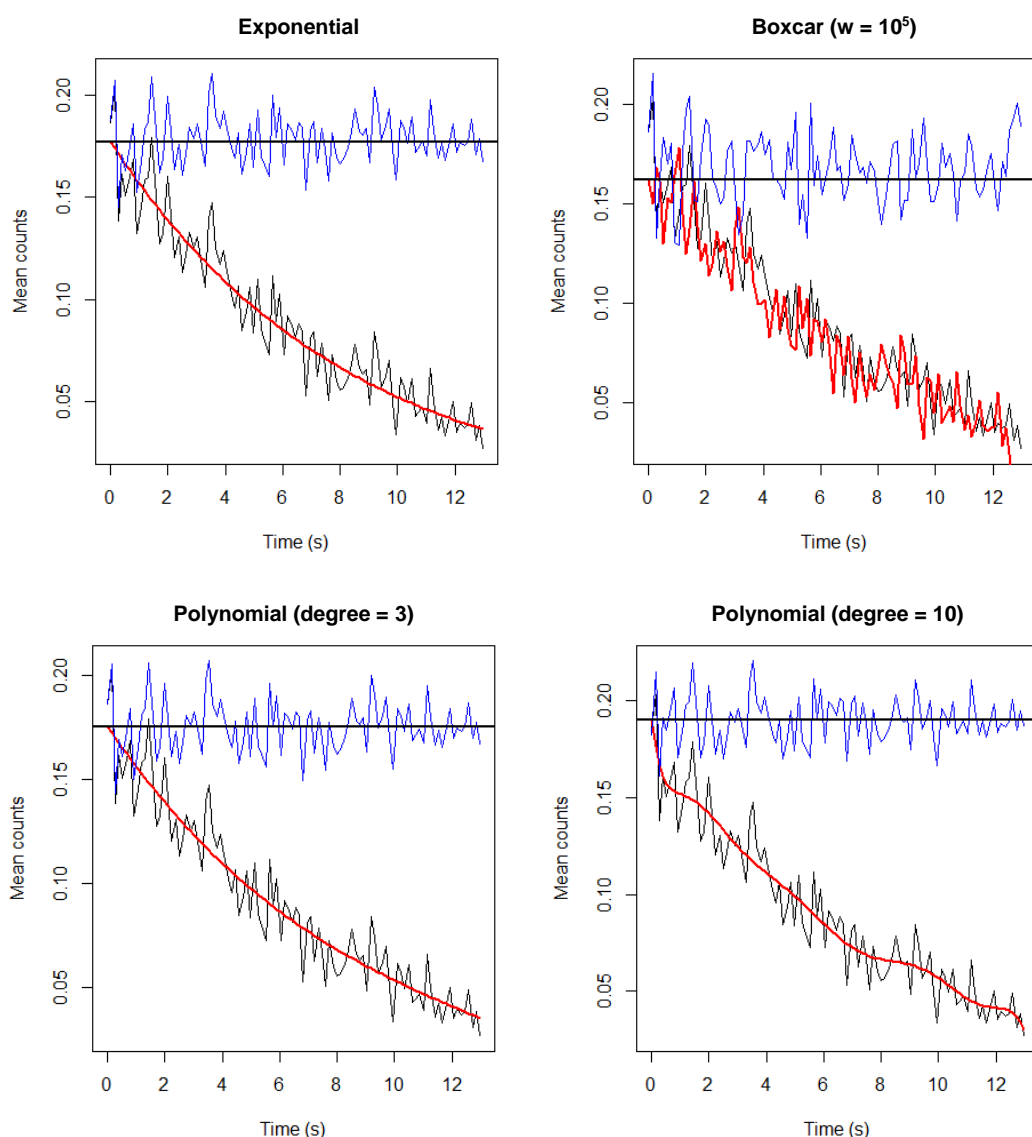 Exponential
Mean counts
0.05 0.10 0.15 0.20
0 2 4 6 8 10 12
Time (s)
Boxcar (w = 10⁵)
Mean counts
0.05 0.10 0.15 0.20
0 2 4 6 8 10 12
Time (s)
Polynomial (degree = 3)
Mean counts
0.05 0.10 0.15 0.20
0 2 4 6 8 10 12
Time (s)
Polynomial (degree = 10)
Mean counts
0.05 0.10 0.15 0.20
0 2 4 6 8 10 12
Time (s)